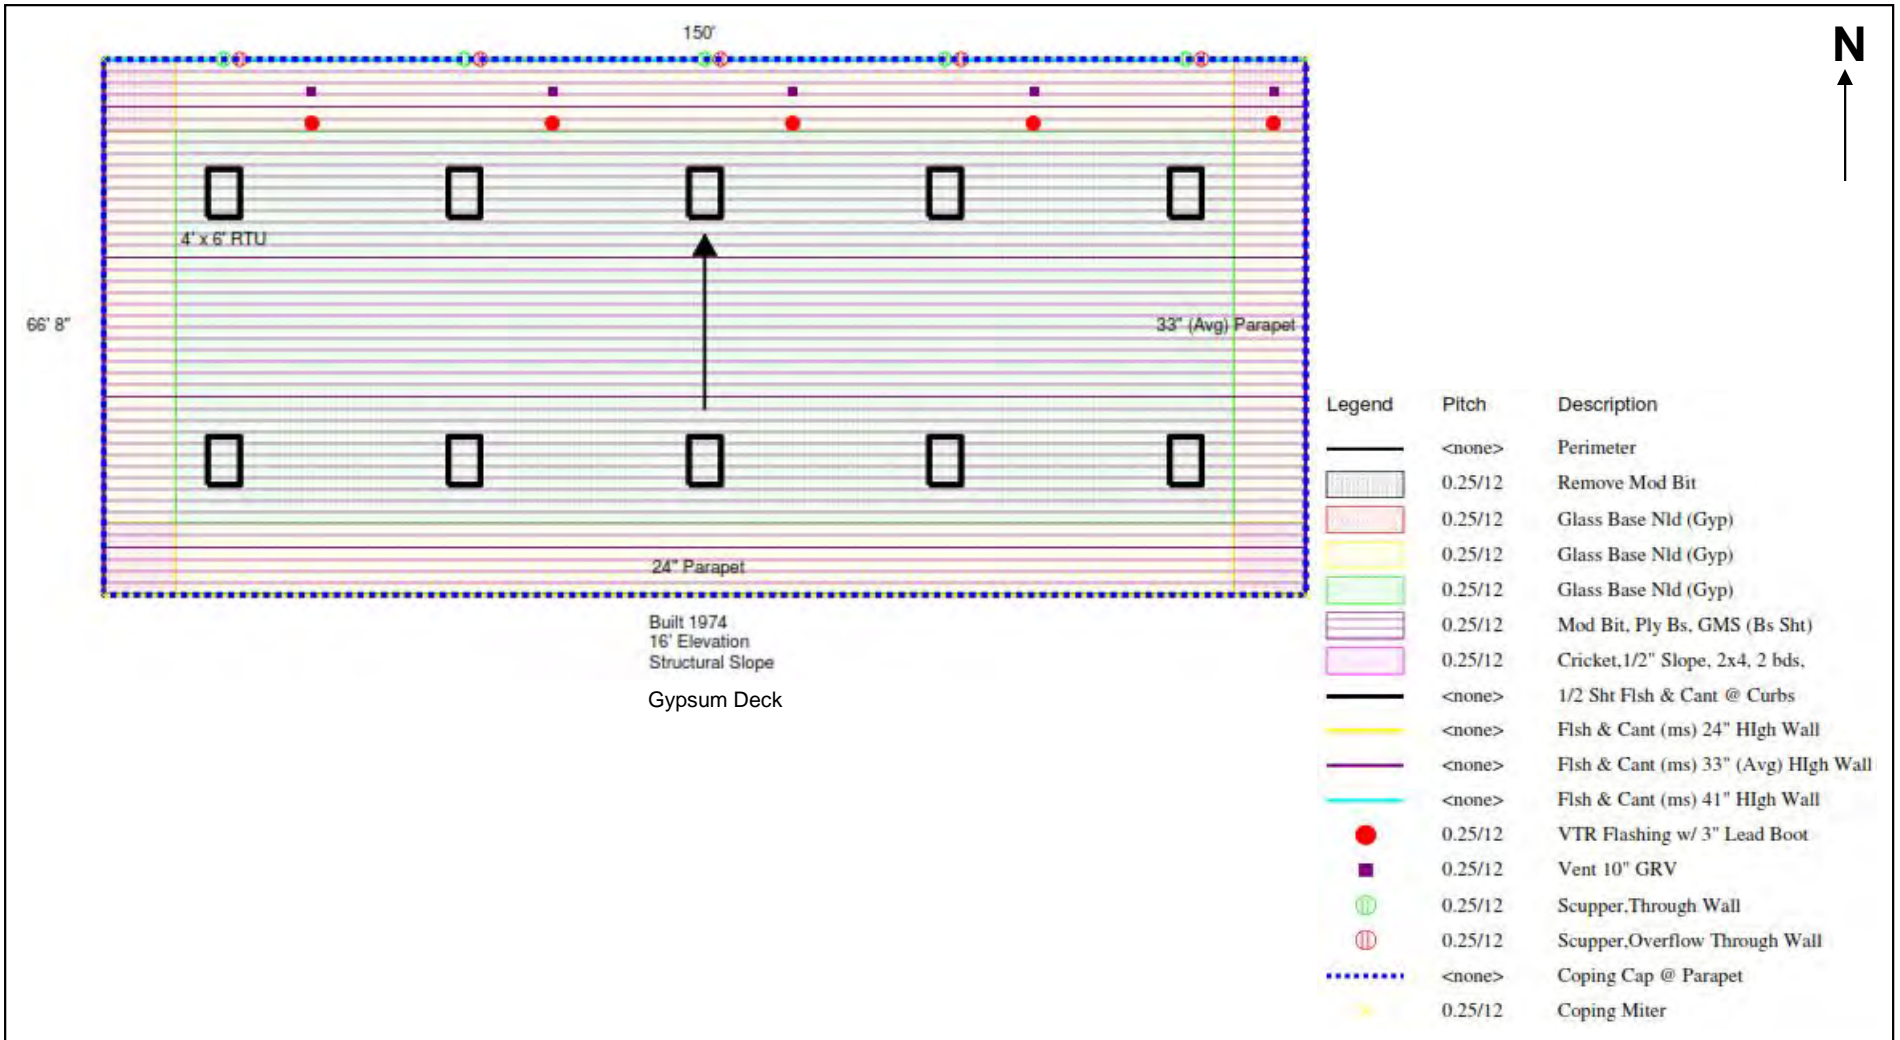 150'
N
4' x 6' RTU
66' 8"
33" (Avg) Parapet
24" Parapet
Built 1974
16' Elevation
Structural Slope
Gypsum Deck
Legend Pitch Description
<none> Perimeter
0.25/12 Remove Mod Bit
0.25/12 Glass Base Nld (Gyp)
0.25/12 Glass Base Nld (Gyp)
0.25/12 Glass Base Nld (Gyp)
0.25/12 Mod Bit, Ply Bs, GMS (Bs Sht)
0.25/12 Cricket,1/2" Slope, 2x4, 2 bds,
<none> 1/2 Sht Flsh & Cant @ Curbs
<none> Flsh & Cant (ms) 24" HIgh Wall
<none> Flsh & Cant (ms) 33" (Avg) HIgh Wall
<none> Flsh & Cant (ms) 41" HIgh Wall
0.25/12 VTR Flashing w/ 3" Lead Boot
0.25/12 Vent 10" GRV
0.25/12 Scupper,Through Wall
0.25/12 Scupper,Overflow Through Wall
<none> Coping Cap @ Parapet
0.25/12 Coping Miter